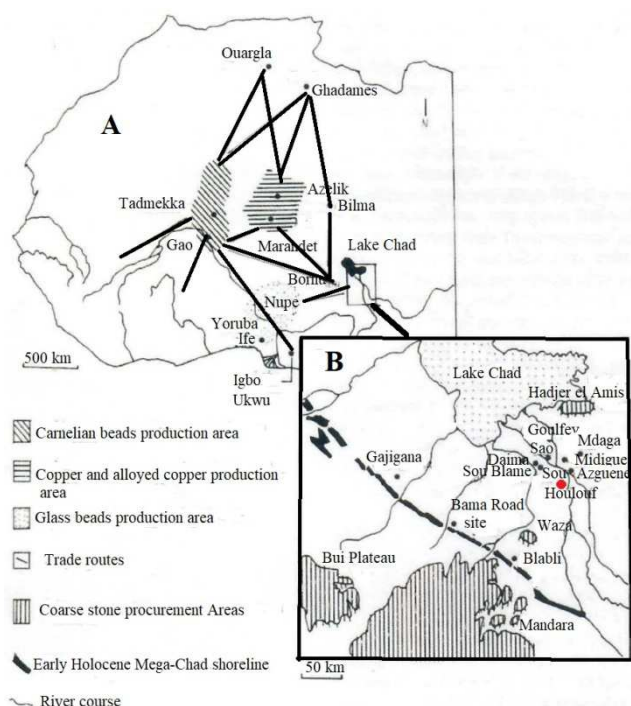 Ouargla
Ghadames
A
N
Azelik
Tadmekka
Bilma
Gao
Marandet
Lake Chad
Bornu
Nupe
Yoruba
Ife
500 km
Igbo
Ukwu
B
Lake Chad
Hadjer el Amis
Goulfey
Sao
Mdaga
Daima
Midigue
Sou Blame
Sou
Azguene
Houlouf
Gajigana
Bama Road
site
Waza
Bui Plateau
Blabli
Mandara
50 km
Carnelian beads production area
Copper and alloyed copper production
area
Glass beads production area
Trade routes
Coarse stone procurement Areas
Early Holocene Mega-Chad shoreline
River course